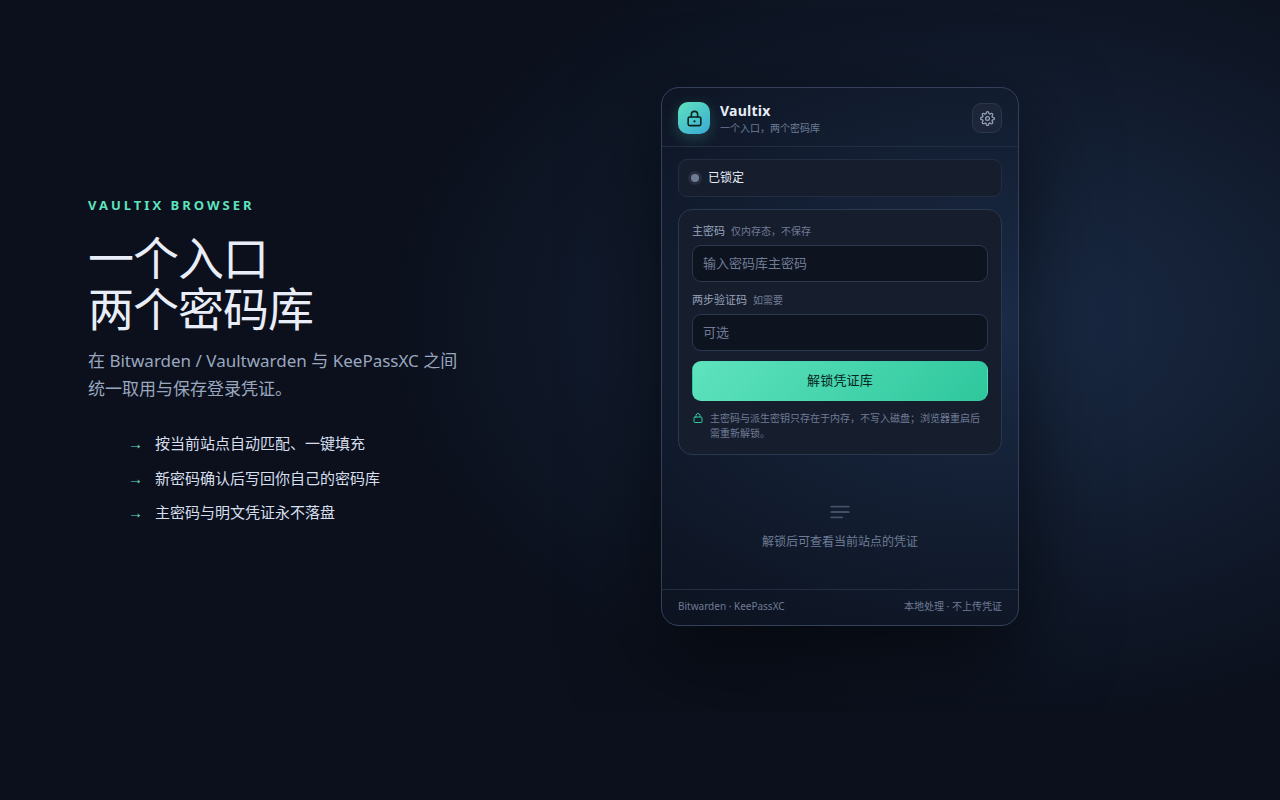 VAULTIX BROWSER
一个入口
两个密码库
在 Bitwarden / Vaultwarden 与 KeePassXC 之间
统一取用与保存登录凭证。
→ 按当前站点自动匹配、一键填充
→ 新密码确认后写回你自己的密码库
→ 主密码与明文凭证永不落盘
Vaultix
一个入口，两个密码库
已锁定
主密码 仅内存态，不保存
输入密码库主密码
两步验证码 如需要
可选
解锁凭证库
主密码与派生密钥只存在于内存，不写入磁盘；浏览器重启后
需重新解锁。
解锁后可查看当前站点的凭证
Bitwarden · KeePassXC
本地处理 · 不上传凭证